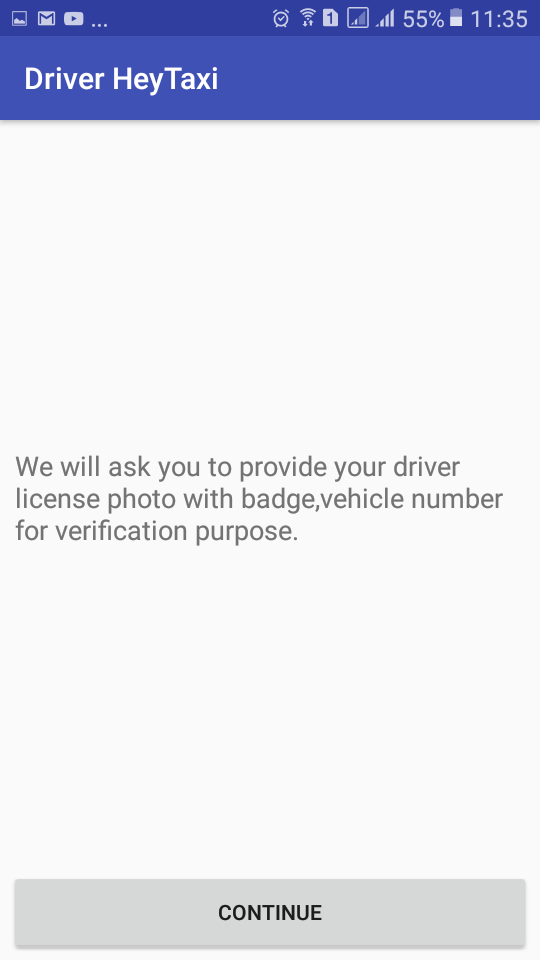 ... 1 55% 11:35
Driver HeyTaxi
We will ask you to provide your driver
license photo with badge,vehicle number
for verification purpose.
CONTINUE